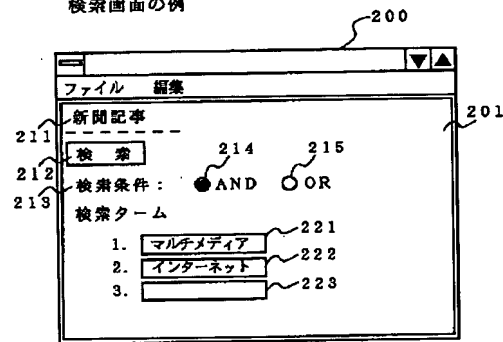 検索画面の例
200
ファイル 編集
201
新聞記事
211
検 索
212
214 215
検索条件： ●AND ○OR
213
検索ターム
1. マルチメディア 221
2. インターネット 222
3. 223